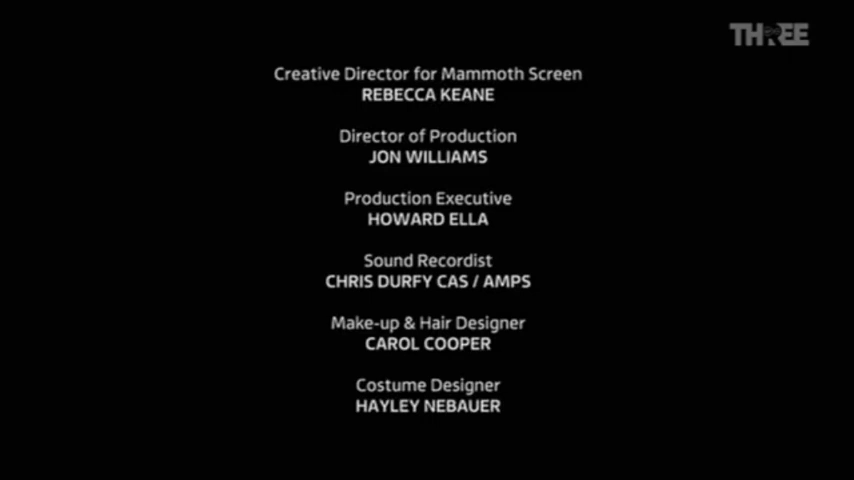 THREE
Creative Director for Mammoth Screen
REBECCA KEANE
Director of Production
JON WILLIAMS
Production Executive
HOWARD ELLA
Sound Recordist
CHRIS DURFY CAS / AMPS
Make-up & Hair Designer
CAROL COOPER
Costume Designer
HAYLEY NEBAUER